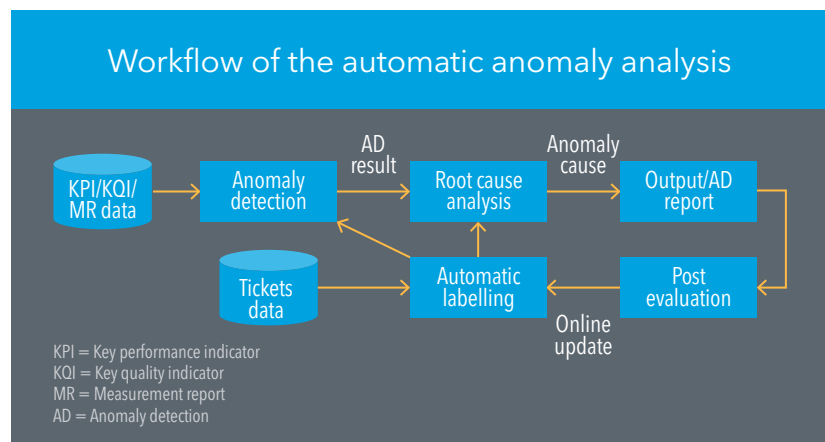 Workflow of the automatic anomaly analysis
KPI/KQI/
MR data
Anomaly
detection
AD
result
Root cause
analysis
Anomaly
cause
Output/AD
report
Tickets
data
Automatic
labelling
Online
update
Post
evaluation
KPI = Key performance indicator
KQI = Key quality indicator
MR = Measurement report
AD = Anomaly detection